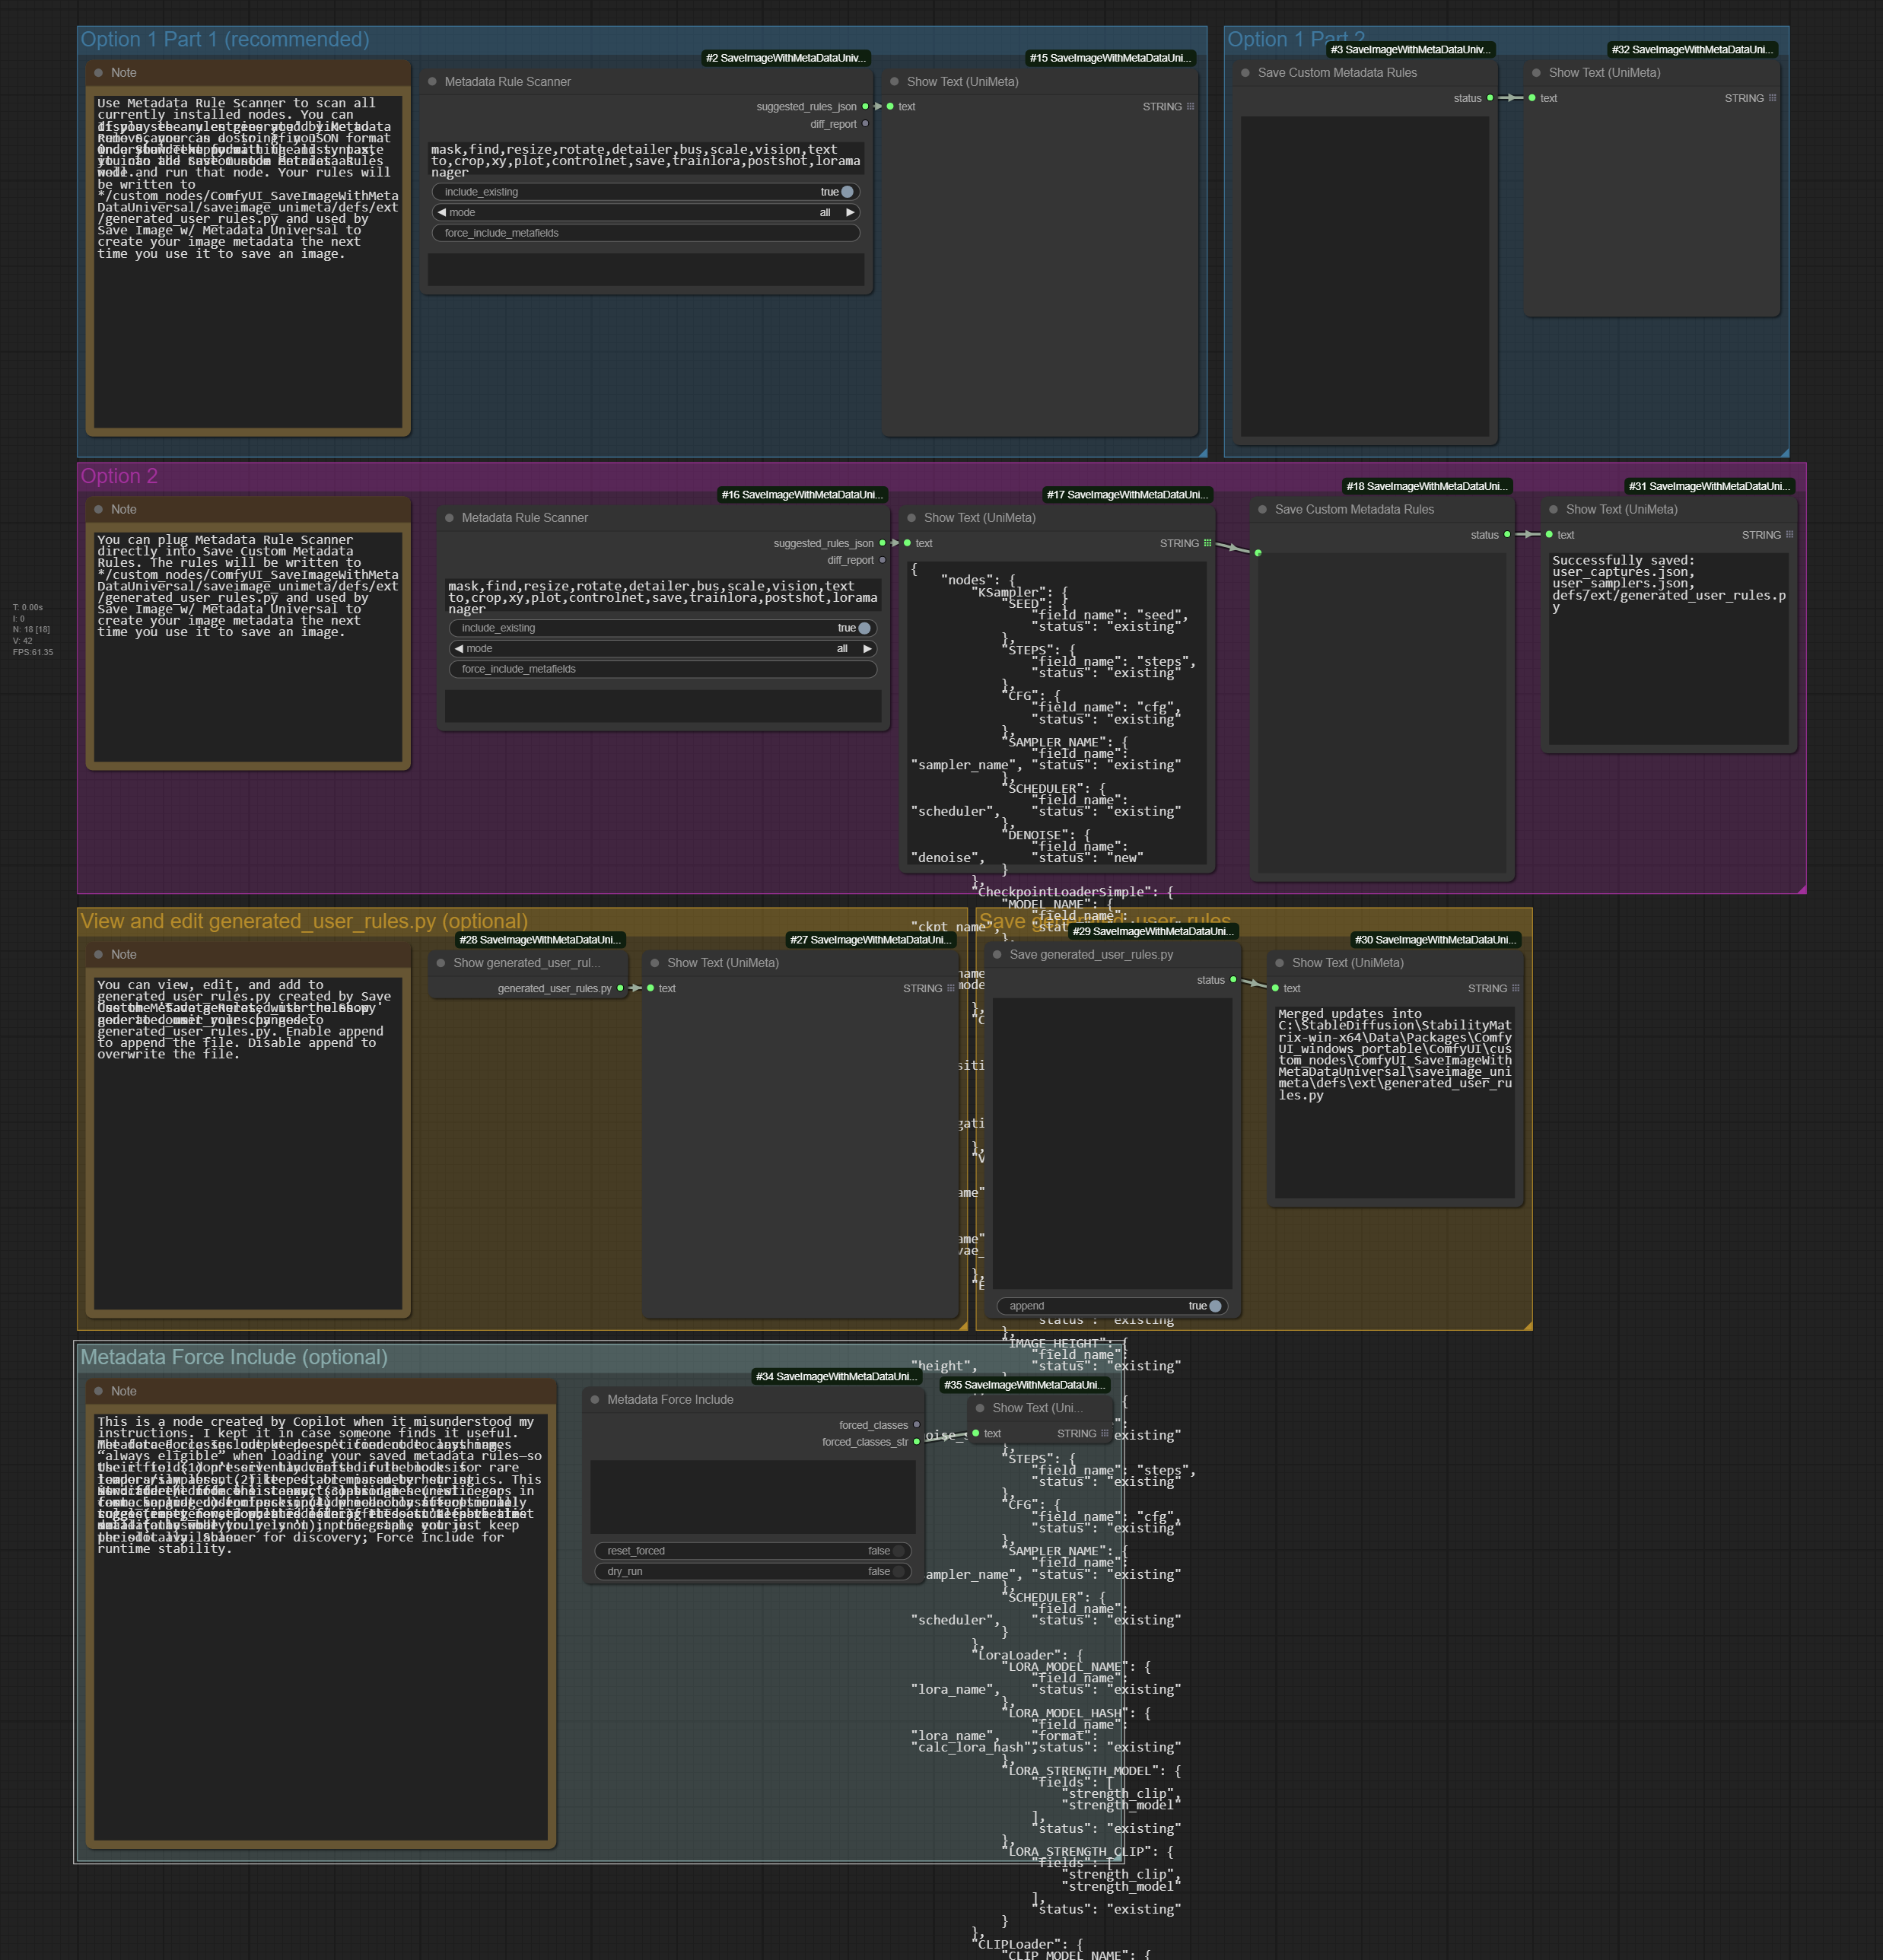 Option 1 Part 1 (recommended)
Note
Use Metadata Rule Scanner to scan all
currently installed nodes. You can
node.and run that node. Your rules will
be written to
*/custom_nodes/ComfyUI_SaveImageWithMeta
DataUniversal/saveimage_unimeta/defs/ext
/generated_user_rules.py and used by
Save Image w/ Metadata Universal to
create your image metadata the next
time you use it to save an image.
#2 SaveImageWithMetaDataUniv...
Metadata Rule Scanner
suggested_rules_json
diff_report
mask,find,resize,rotate,detailer,bus,scale,vision,text
to,crop,xy,plot,controlnet,save,trainlora,postshot,lorama
nager
include_existing true
mode all
force_include_metafields
#15 SaveImageWithMetaDataUni...
Show Text (UniMeta)
text STRING
Option 1 Part 2
#3 SaveImageWithMetaDataUniv...
Save Custom Metadata Rules
status
#32 SaveImageWithMetaDataUni...
Show Text (UniMeta)
text STRING
Option 2
Note
You can plug Metadata Rule Scanner
directly into Save Custom Metadata
Rules. The rules will be written to
*/custom_nodes/ComfyUI_SaveImageWithMeta
DataUniversal/saveimage_unimeta/defs/ext
/generated_user_rules.py and used by
Save Image w/ Metadata Universal to
create your image metadata the next
time you use it to save an image.
#16 SaveImageWithMetaDataUni...
Metadata Rule Scanner
suggested_rules_json
diff_report
mask,find,resize,rotate,detailer,bus,scale,vision,text
to,crop,xy,plot,controlnet,save,trainlora,postshot,lorama
nager
include_existing true
mode all
force_include_metafields
#17 SaveImageWithMetaDataUni...
Show Text (UniMeta)
text STRING
{
"nodes": {
"KSampler": {
"SEED": {
"field_name": "seed",
"status": "existing"
},
"STEPS": {
"field_name": "steps",
"status": "existing"
},
"CFG": {
"field_name": "cfg",
"status": "existing"
},
"SAMPLER_NAME": {
"field_name":
"sampler_name", "status": "existing"
},
"SCHEDULER": {
"field_name":
"scheduler", "status": "existing"
},
"DENOISE": {
"field_name":
"denoise", "status": "new"
}
},
"CheckpointLoaderSimple": {
"MODEL_NAME": {
"field_name":
#18 SaveImageWithMetaDataUni...
Save Custom Metadata Rules
status
#31 SaveImageWithMetaDataUni...
Show Text (UniMeta)
text STRING
Successfully saved:
user_captures.json,
user_samplers.json,
defs/ext/generated_user_rules.p
y
T: 0.00s
I: 0
N: 18 [18]
V: 42
FPS:61.35
View and edit generated_user_rules.py (optional)
Note
You can view, edit, and add to
generated_user_rules.py created by Save
generated_user_rules.py. Enable append
to append the file. Disable append to
overwrite the file.
#28 SaveImageWithMetaDataUni...
Show generated_user_rul...
generated_user_rules.py
#27 SaveImageWithMetaDataUni...
Show Text (UniMeta)
text STRING
Save generated_user_rules
#29 SaveImageWithMetaDataUni...
Save generated_user_rules.py
status
append true
#30 SaveImageWithMetaDataUni...
Show Text (UniMeta)
text STRING
Merged updates into
C:\StableDiffusion\StabilityMat
rix-win-x64\Data\Packages\Comfy
UI_windows_portable\ComfyUI\cus
tom_nodes\ComfyUI_SaveImageWith
MetaDataUniversal\saveimage_uni
meta\defs\ext\generated_user_ru
les.py
status": "existing
},
"IMAGE_HEIGHT": {
"field_name":
"height", "status": "existing"
Metadata Force Include (optional)
Note
This is a node created by Copilot when it misunderstood my
instructions. I kept it in case someone finds it useful.
“always eligible” when loading your saved metadata rules—so
runtime stability.
#34 SaveImageWithMetaDataUni...
Metadata Force Include
forced_classes
forced_classes_str
reset_forced false
dry_run false
#35 SaveImageWithMetaDataUni...
Show Text (Uni...
text STRING
},
"STEPS": {
"field_name": "steps",
"status": "existing"
},
"CFG": {
"field_name": "cfg",
"status": "existing"
},
"SAMPLER_NAME": {
"field_name":
ampler_name", "status": "existing"
},
"SCHEDULER": {
"field_name":
"scheduler", "status": "existing"
}
},
"LoraLoader": {
"LORA_MODEL_NAME": {
"field_name":
"lora_name", "status": "existing"
},
"LORA_MODEL_HASH": {
"field_name":
"lora_name", "format":
"calc_lora_hash", status": "existing"
},
"LORA_STRENGTH_MODEL": {
"fields": [
"strength_clip",
"strength_model"
],
"status": "existing"
},
"LORA_STRENGTH_CLIP": {
"fields": [
"strength_clip",
"strength_model"
],
"status": "existing"
}
},
"CLIPLoader": {
"CLIP_MODEL_NAME": {